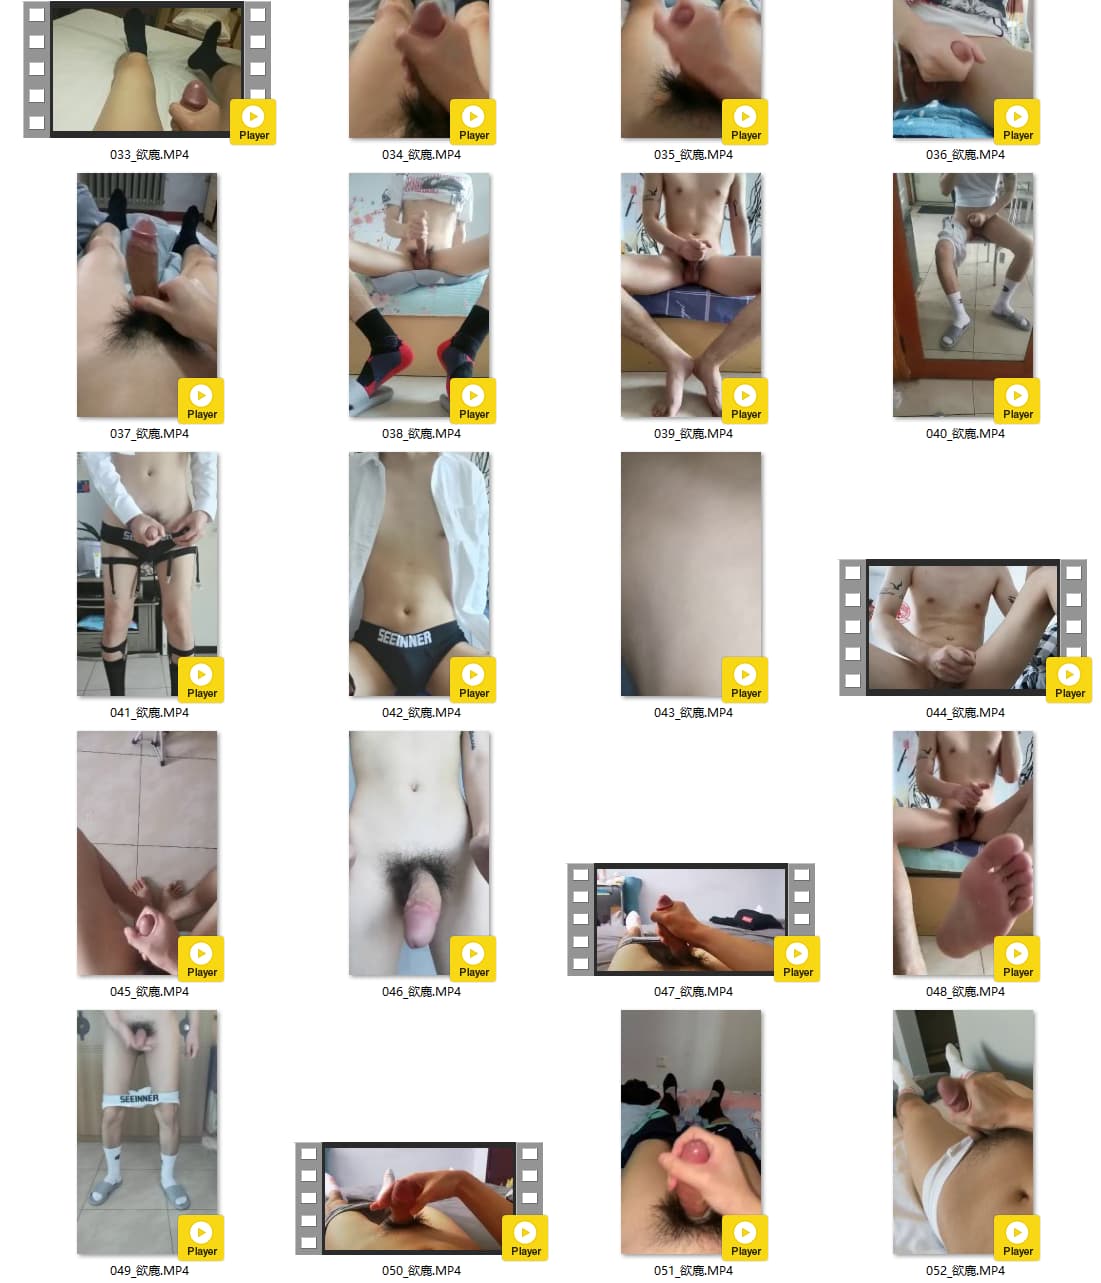 Player Player Player Player
033_欲鹿.MP4 034_欲鹿.MP4 035_欲鹿.MP4 036_欲鹿.MP4
Player Player Player Player
037_欲鹿.MP4 038_欲鹿.MP4 039_欲鹿.MP4 040_欲鹿.MP4
SEEINNER
Player Player Player Player
041_欲鹿.MP4 042_欲鹿.MP4 043_欲鹿.MP4 044_欲鹿.MP4
Player Player Player Player
045_欲鹿.MP4 046_欲鹿.MP4 047_欲鹿.MP4 048_欲鹿.MP4
SEEINNER
Player Player Player Player
049_欲鹿.MP4 050_欲鹿.MP4 051_欲鹿.MP4 052_欲鹿.MP4